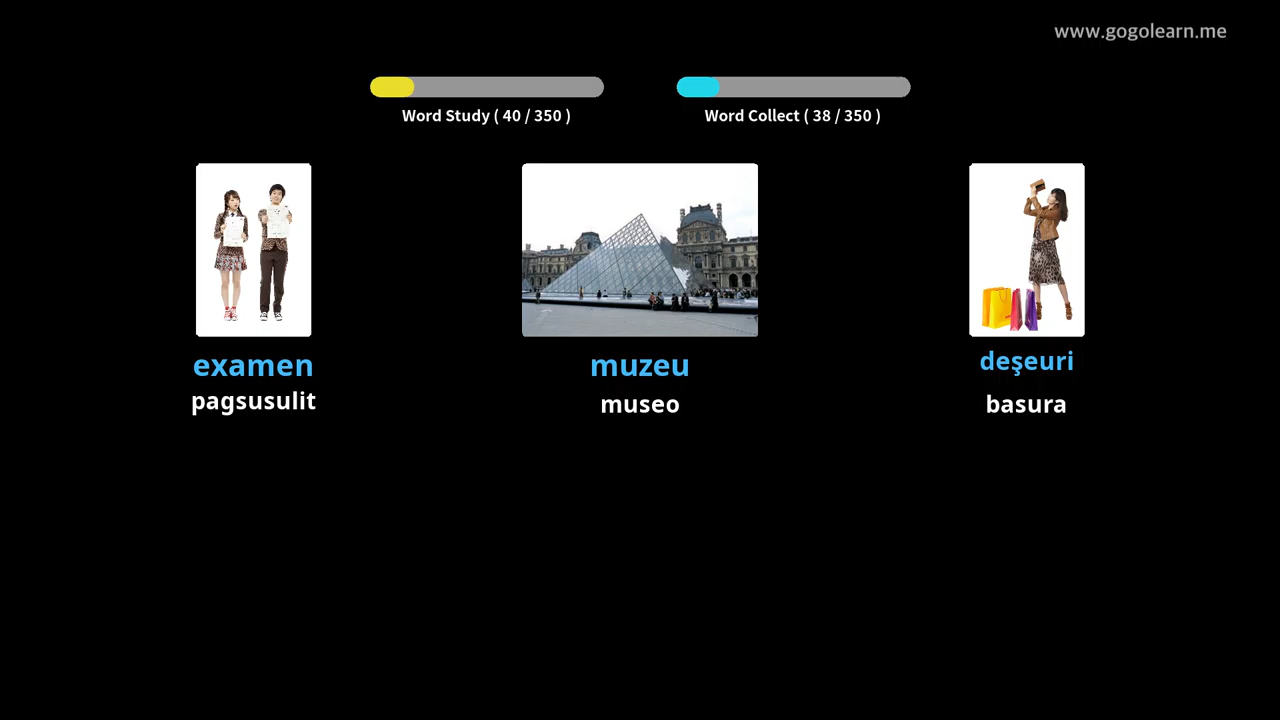 www.gogolearn.me
Word Study ( 40 / 350 )
Word Collect ( 38 / 350 )
examen
pagsusulit
muzeu
museo
deşeuri
basura